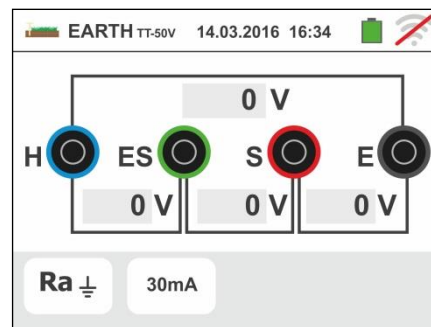 EARTH TT-50V 14.03.2016 16:34
0 V
H ES S E
0 V 0 V 0 V
Ra 30mA